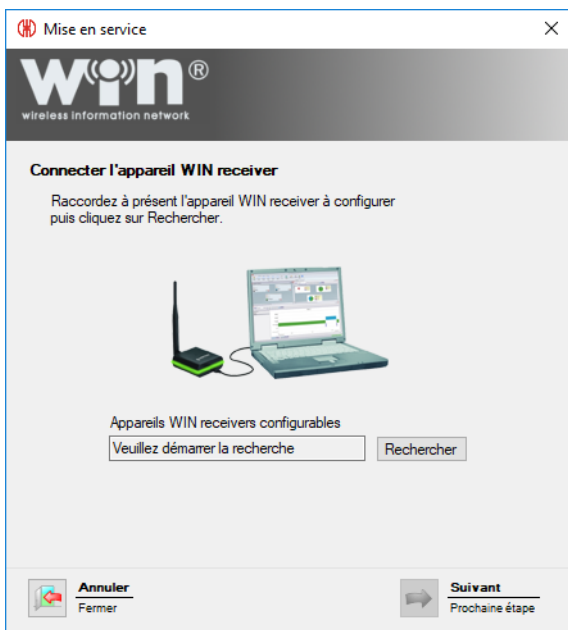 Mise en service
win®
wireless information network
Connecter l'appareil WIN receiver
Raccordez à présent l'appareil WIN receiver à configurer
puis cliquez sur Rechercher.
Appareils WIN receivers configurables
Veuillez démarrer la recherche
Rechercher
Annuler
Fermer
Suivant
Prochaine étape